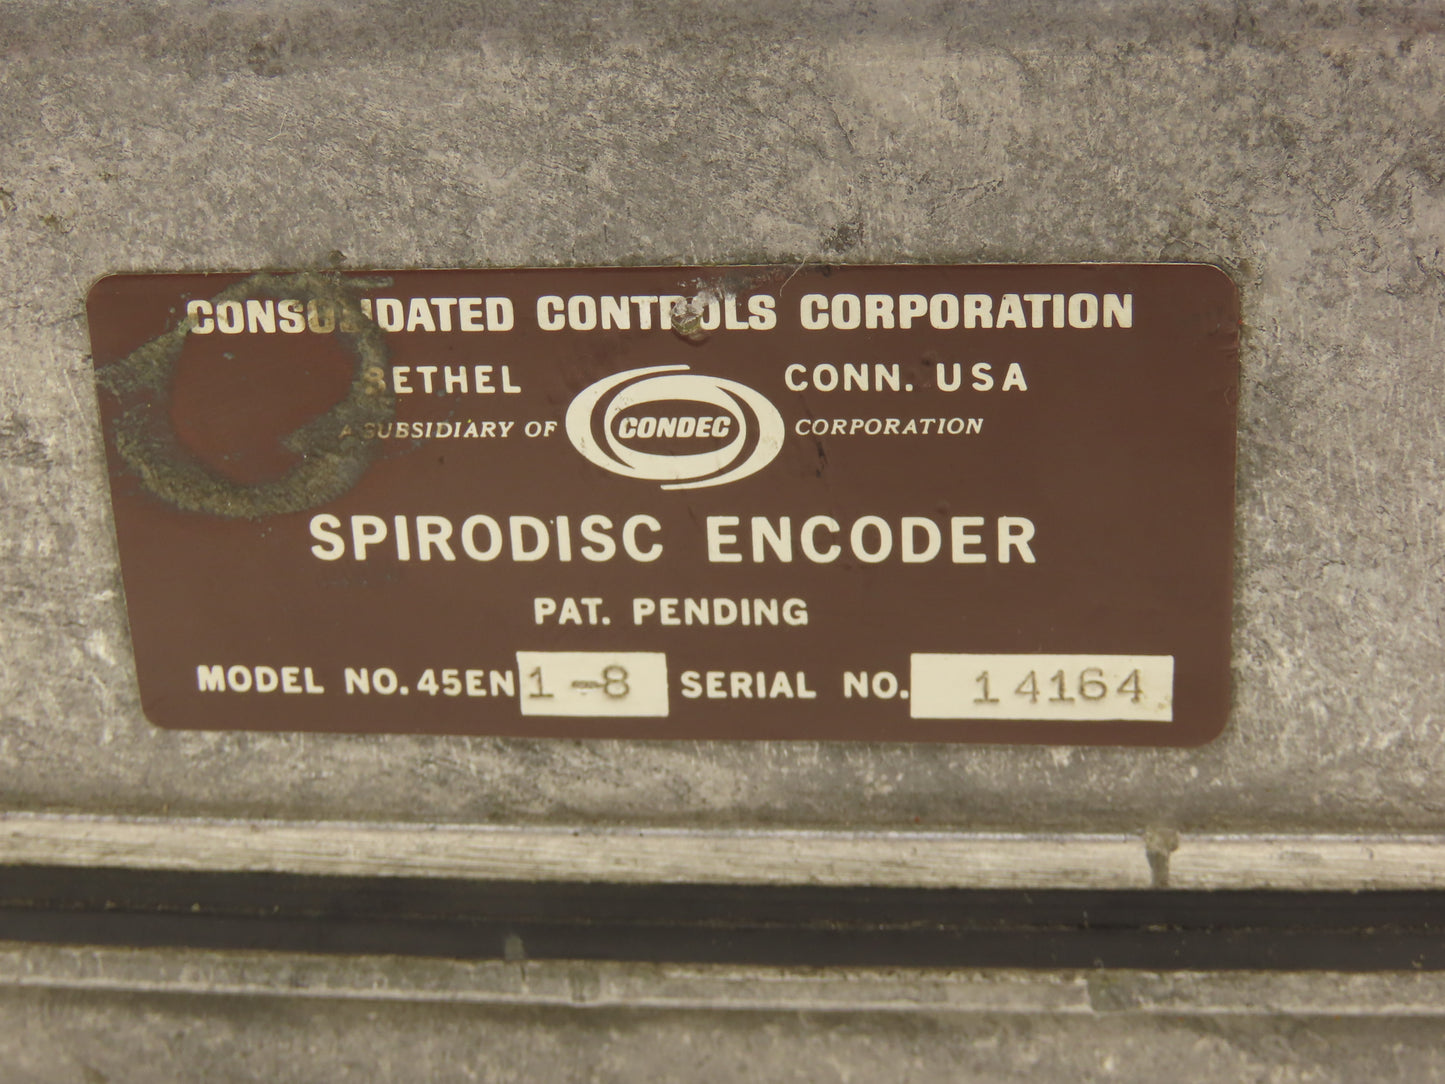 CONSOLIDATED CONTROLS CORPORATION
BETHEL CONN. USA
A SUBSIDIARY OF CONDEC CORPORATION
SPIRODISC ENCODER
PAT. PENDING
MODEL NO. 45EN 1-8 SERIAL NO. 14164